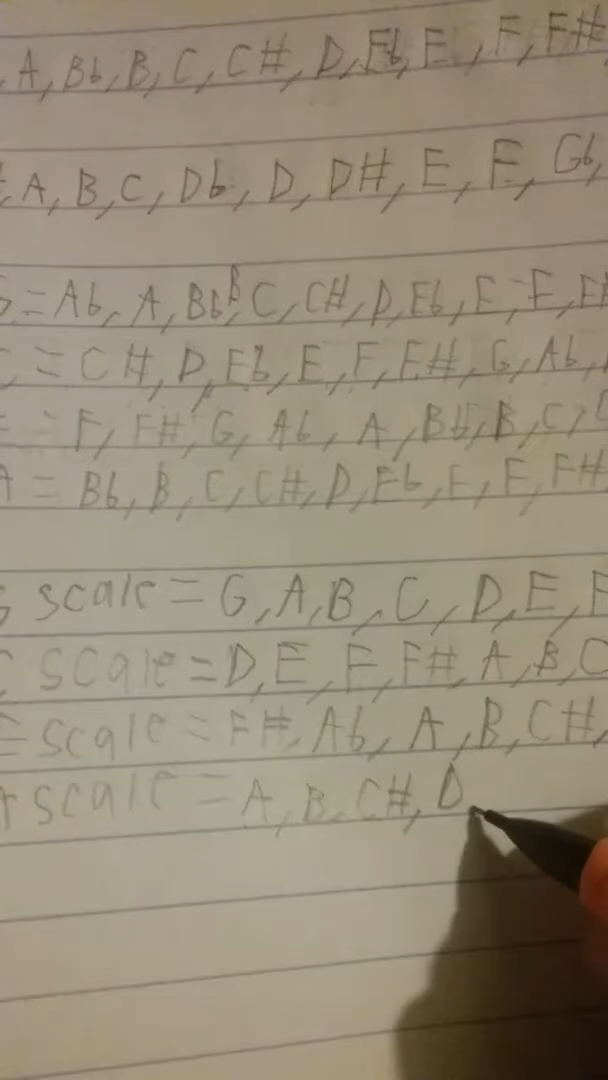 A, Bb, B, C, C#, D, Eb, E, F, F#
A, B, C, Db, D, D#, E, F, Gb,
G = Ab, A, Bb, B, C, C#, D, Eb, E, F, F#
C = C#, D, Eb, E, F, F#, G, Ab,
E = F, F#, G, Ab, A, Bb, B, C,
A = Bb, B, C, C#, D, Eb, E, F, F#
G scale = G, A, B, C, D, E, F
C scale = D, E, F, F#, A, B, C
E scale = F#, Ab, A, B, C#,
A scale = A, B, C#, D